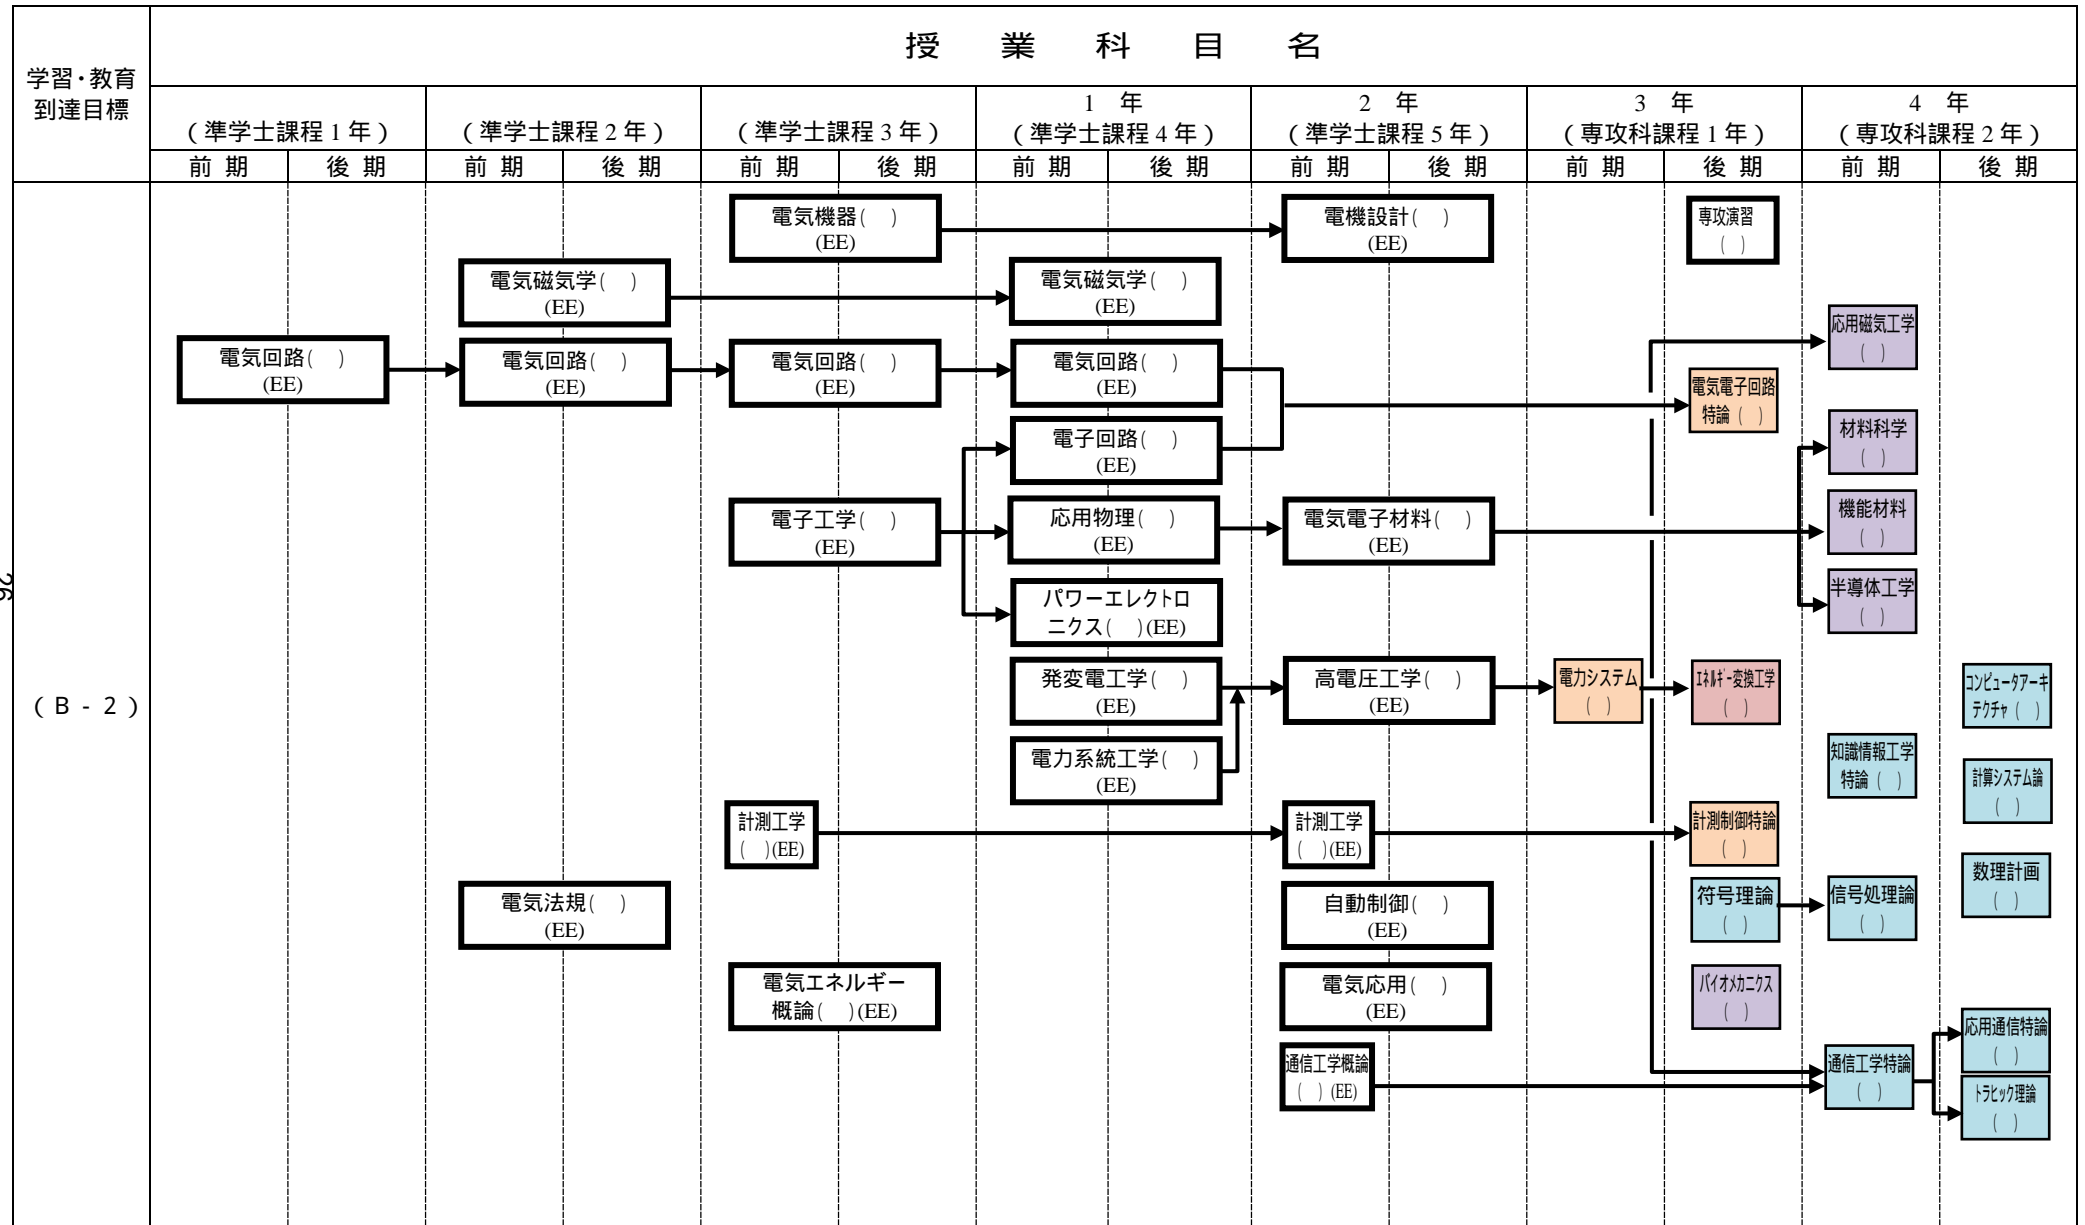 授業科目名
学習・教育
到達目標
1 年
2 年
3 年
4 年
(準学士課程1年)
(準学士課程2年)
(準学士課程3年)
(準学士課程4年)
(準学士課程5年)
(専攻科課程1年)
(専攻科課程2年)
前 期
後 期
前 期
後 期
前 期
後 期
前 期
後 期
前 期
後 期
前 期
後 期
前 期
後 期
電気機器( )
(EE)
電機設計( )
(EE)
専攻演習
( )
電気磁気学( )
(EE)
電気磁気学( )
(EE)
応用磁気工学
( )
電気回路( )
(EE)
電気回路( )
(EE)
電気回路( )
(EE)
電気回路( )
(EE)
電気電子回路
特論( )
電子回路( )
(EE)
材料科学
( )
電子工学( )
(EE)
応用物理( )
(EE)
電気電子材料( )
(EE)
機能材料
( )
パワーエレクトロ
ニクス( )(EE)
半導体工学
( )
26
(B-2)
発変電工学( )
(EE)
高電圧工学( )
(EE)
電力システム
( )
エネルギー変換工学
( )
コンピュータアーキ
テクチャ( )
電力系統工学( )
(EE)
知識情報工学
特論( )
計算システム論
( )
計測工学
( )(EE)
計測工学
( )(EE)
計測制御特論
( )
電気法規( )
(EE)
自動制御( )
(EE)
符号理論
( )
信号処理論
( )
数理計画
( )
電気エネルギー
概論( )(EE)
電気応用( )
(EE)
バイオメカニクス
( )
応用通信特論
( )
通信工学概論
( )(EE)
通信工学特論
( )
トラヒック理論
( )